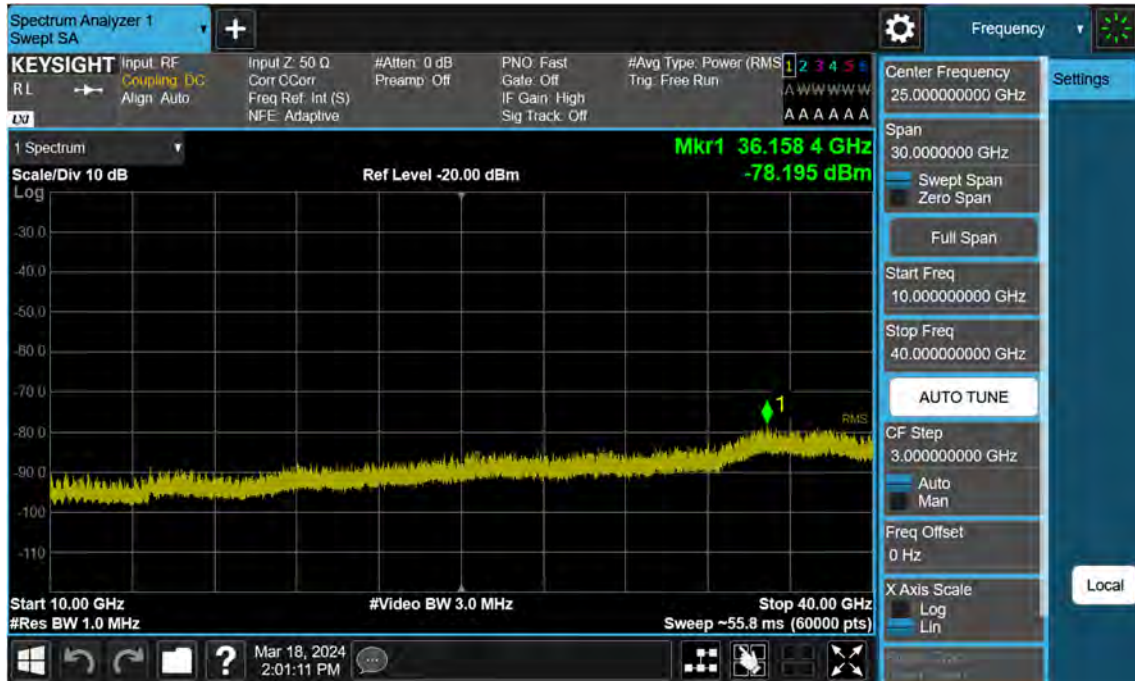 Spectrum Analyzer 1
Swept SA
Frequency
KEYSIGHT
RL
Input: RF
Coupling: DC
Align: Auto
Input Z: 50 Ω
Corr CCorr
Freq Ref: Int (S)
NFE: Adaptive
#Atten: 0 dB
Preamp: Off
PNO: Fast
Gate: Off
IF Gain: High
Sig Track: Off
#Avg Type: Power (RMS
Trig: Free Run
1 2 3 4 5 6
A W W W W W
A A A A A A
LXI
1 Spectrum
Mkr1 36.158 4 GHz
Scale/Div 10 dB
Ref Level -20.00 dBm
-78.195 dBm
Log
-30.0
-40.0
-50.0
-60.0
-70.0
1
RMS
-80.0
-90.0
-100
-110
Start 10.00 GHz
#Video BW 3.0 MHz
Stop 40.00 GHz
#Res BW 1.0 MHz
Sweep ~55.8 ms (60000 pts)
Center Frequency
25.000000000 GHz
Settings
Span
30.0000000 GHz
Swept Span
Zero Span
Full Span
Start Freq
10.000000000 GHz
Stop Freq
40.000000000 GHz
AUTO TUNE
CF Step
3.000000000 GHz
Auto
Man
Freq Offset
0 Hz
X Axis Scale
Log
Lin
Local
?
Mar 18, 2024
2:01:11 PM